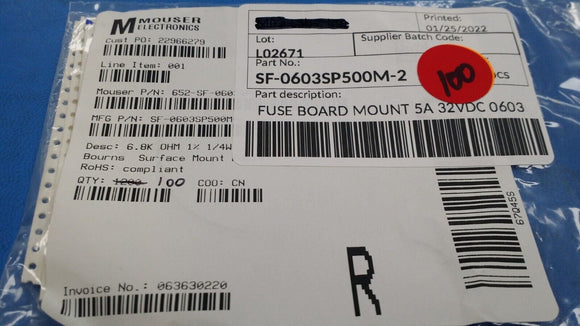 M MOUSER
ELECTRONICS
Cust PO: 22966279
Line Item: 001
Mouser P/N: 652-SF-060
MFG P/N: SF-0603SP500M
Desc: 6.8K OHM 1% 1/4W
Bourns Surface Mount
RoHS: compliant
QTY: 1200 100 COO: CN
Invoice No.: 063630220
R
67Q45S
Printed:
01/25/2022
Lot:
L02671
Supplier Batch Code:
Part No.:
SF-0603SP500M-2
100
PCS
Part description:
FUSE BOARD MOUNT 5A 32VDC 0603